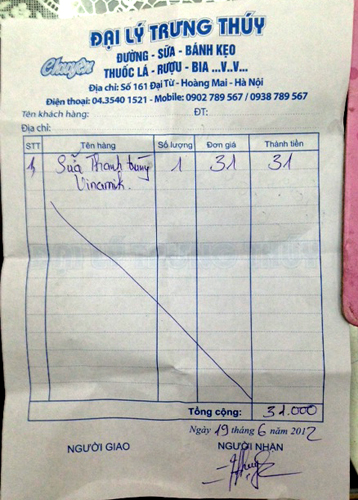 ĐẠI LÝ TRƯNG THÚY
Chuyên
ĐƯỜNG - SỮA - BÁNH KẸO
THUỐC LÁ - RƯỢU - BIA ...V..V...
Địa chỉ: Số 161 Đại Từ - Hoàng Mai - Hà Nội
Điện thoại: 04.3540 1521 - Mobile: 0902 789 567 / 0938 789 567
Tên khách hàng: ĐT:
Địa chỉ:
STT Tên hàng Số lượng Đơn giá Thành tiền
1, Sữa Thanh trùng 1 31 31
Vinamik.
Tổng cộng: 31.000
Ngày 19 tháng 6 năm 2012
NGƯỜI GIAO NGƯỜI NHẬN